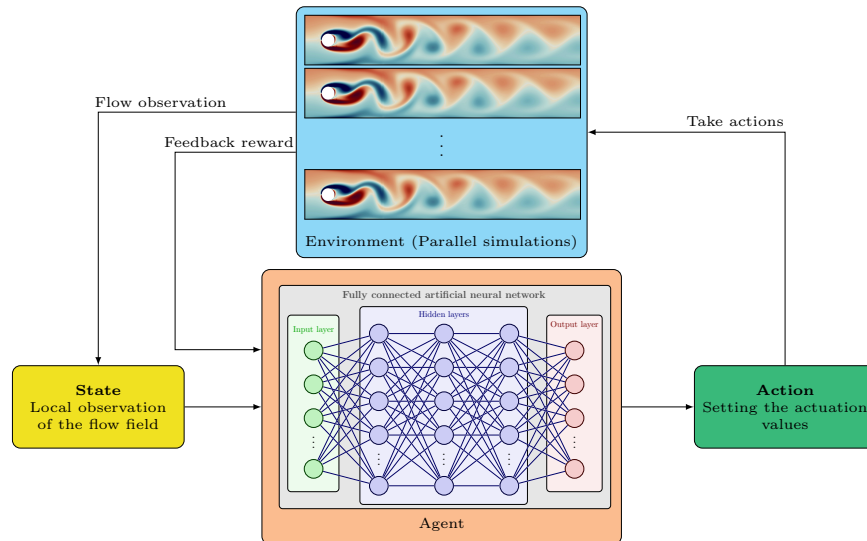 Flow observation
Feedback reward
Take actions
Environment (Parallel simulations)
Fully connected artificial neural network
Input layer
Hidden layers
Output layer
State
Local observation
of the flow field
Action
Setting the actuation
values
Agent